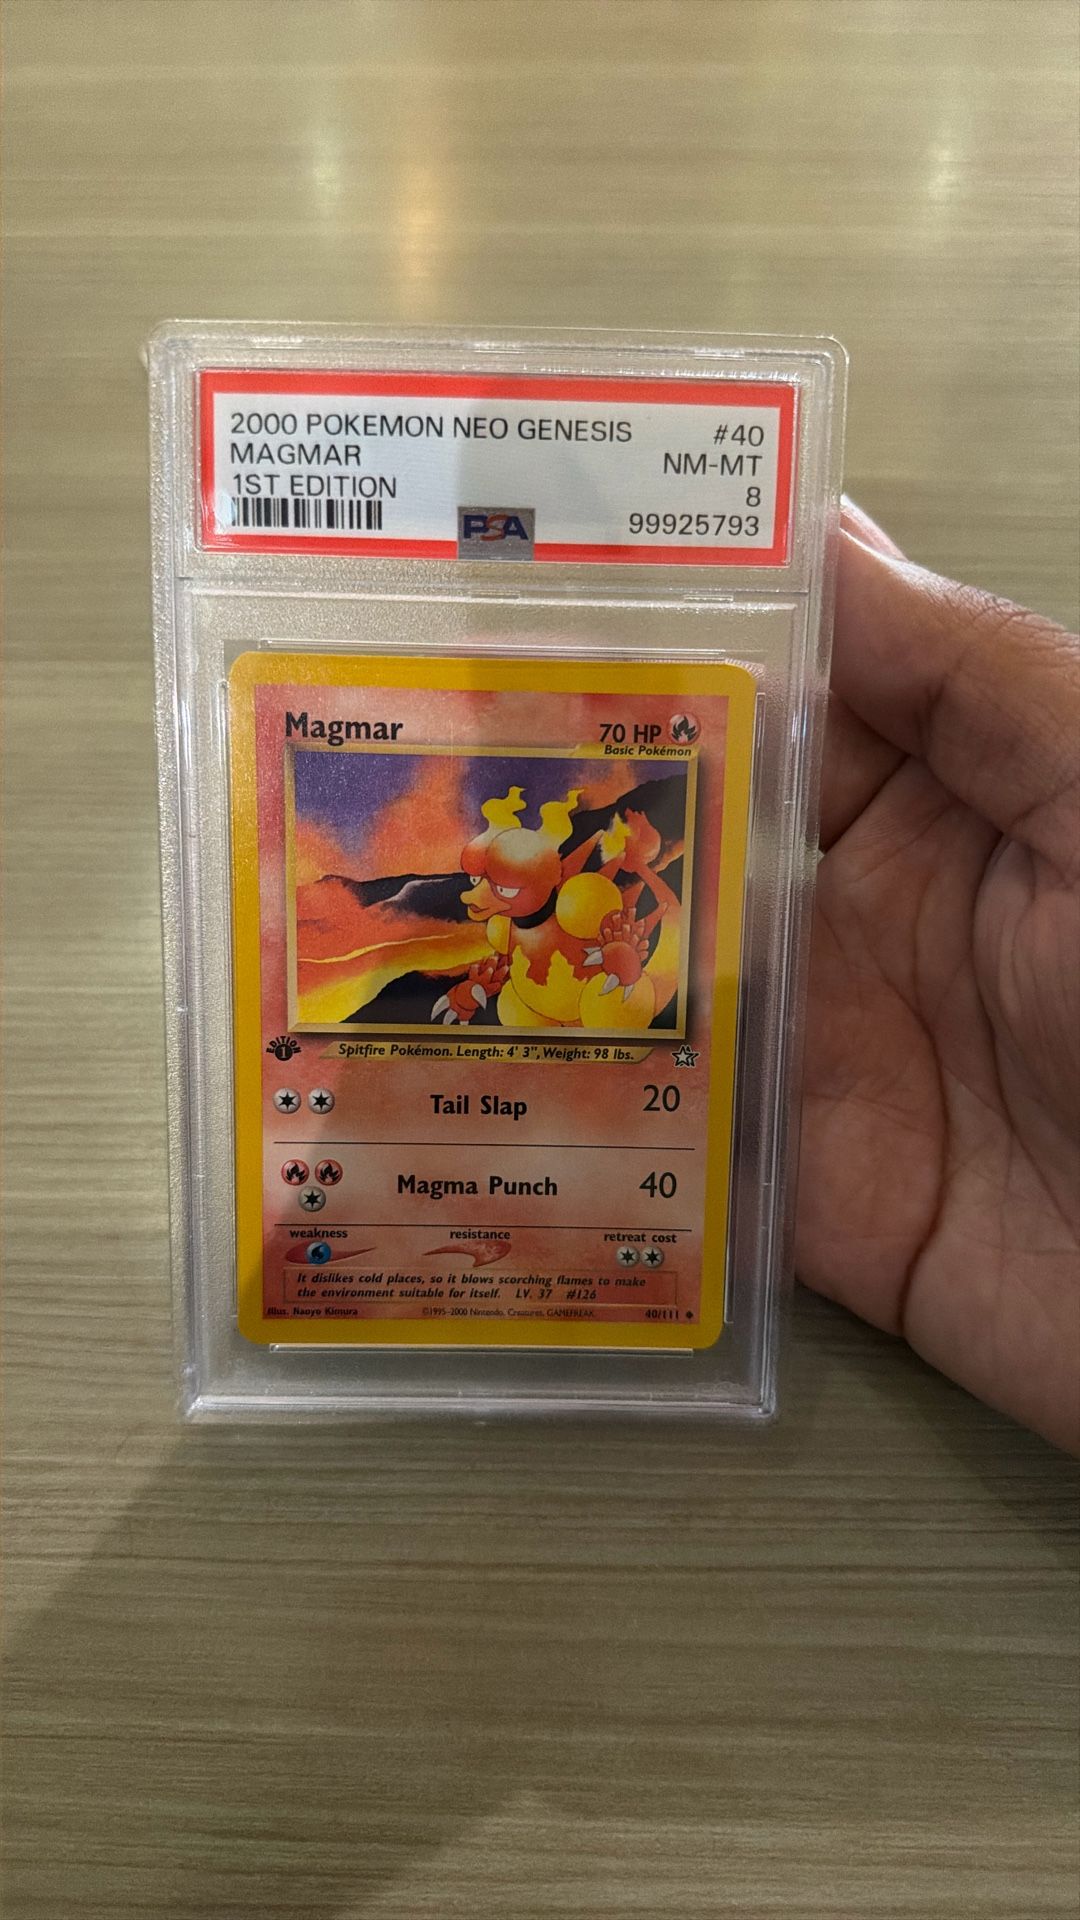 2000 POKEMON NEO GENESIS #40
MAGMAR NM-MT
1ST EDITION 8
PSA 99925793
Magmar 70 HP
Basic Pokémon
EDITION 1
Spitfire Pokémon. Length: 4' 3", Weight: 98 lbs.
Tail Slap 20
Magma Punch 40
weakness resistance retreat cost
It dislikes cold places, so it blows scorching flames to make
the environment suitable for itself. LV. 37 #126
Illus. Naoyo Kimura ©1995-2000 Nintendo, Creatures, GAMEFREAK. 40/111